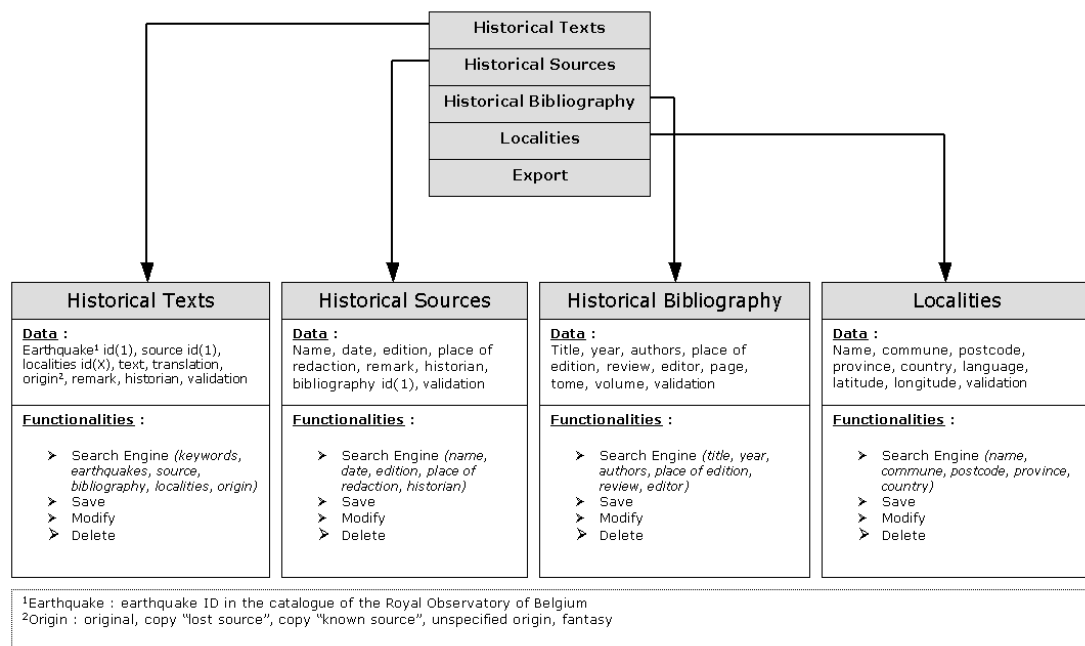 Historical Texts
Historical Sources
Historical Bibliography
Localities
Export
Historical Texts
Data :
Earthquake¹ id(1), source id(1),
localities id(X), text, translation,
origin², remark, historian, validation
Functionalities :
➢ Search Engine (keywords,
earthquakes, source,
bibliography, localities, origin)
➢ Save
➢ Modify
➢ Delete
Historical Sources
Data :
Name, date, edition, place of
redaction, remark, historian,
bibliography id(1), validation
Functionalities :
➢ Search Engine (name,
date, edition, place of
redaction, historian)
➢ Save
➢ Modify
➢ Delete
Historical Bibliography
Data :
Title, year, authors, place of
edition, review, editor, page,
tome, volume, validation
Functionalities :
➢ Search Engine (title, year,
authors, place of edition,
review, editor)
➢ Save
➢ Modify
➢ Delete
Localities
Data :
Name, commune, postcode,
province, country, language,
latitude, longitude, validation
Functionalities :
➢ Search Engine (name,
commune, postcode, province,
country)
➢ Save
➢ Modify
➢ Delete
¹Earthquake : earthquake ID in the catalogue of the Royal Observatory of Belgium
²Origin : original, copy “lost source”, copy “known source”, unspecified origin, fantasy